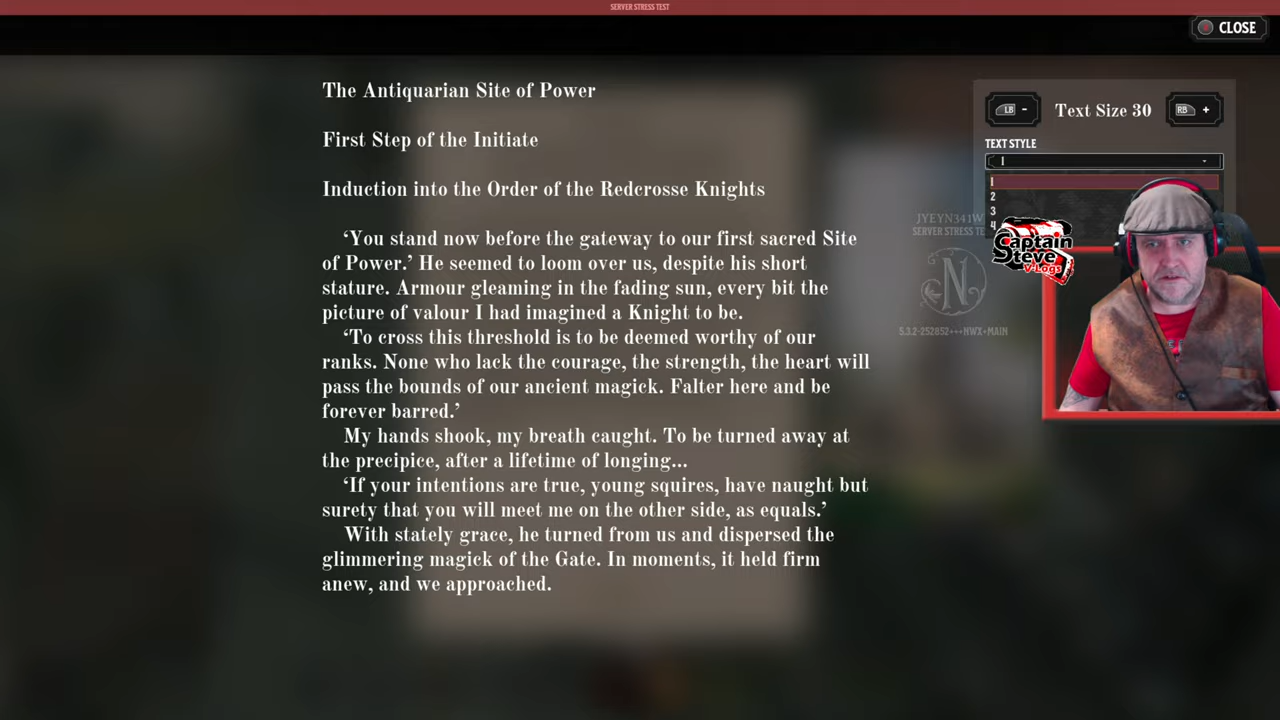 SERVER STRESS TEST
CLOSE
The Antiquarian Site of Power
LB - Text Size 30 RB +
First Step of the Initiate
TEXT STYLE
1
1
2
3
4
Induction into the Order of the Redcrosse Knights
‘You stand now before the gateway to our first sacred Site
of Power.’ He seemed to loom over us, despite his short
stature. Armour gleaming in the fading sun, every bit the
picture of valour I had imagined a Knight to be.
‘To cross this threshold is to be deemed worthy of our
ranks. None who lack the courage, the strength, the heart will
pass the bounds of our ancient magick. Falter here and be
forever barred.’
My hands shook, my breath caught. To be turned away at
the precipice, after a lifetime of longing...
‘If your intentions are true, young squires, have naught but
surety that you will meet me on the other side, as equals.’
With stately grace, he turned from us and dispersed the
glimmering magick of the Gate. In moments, it held firm
anew, and we approached.
SERVER STRESS
N
5.3.2-252852+++NWX+MAIN
Captain
Steve
V-Logs